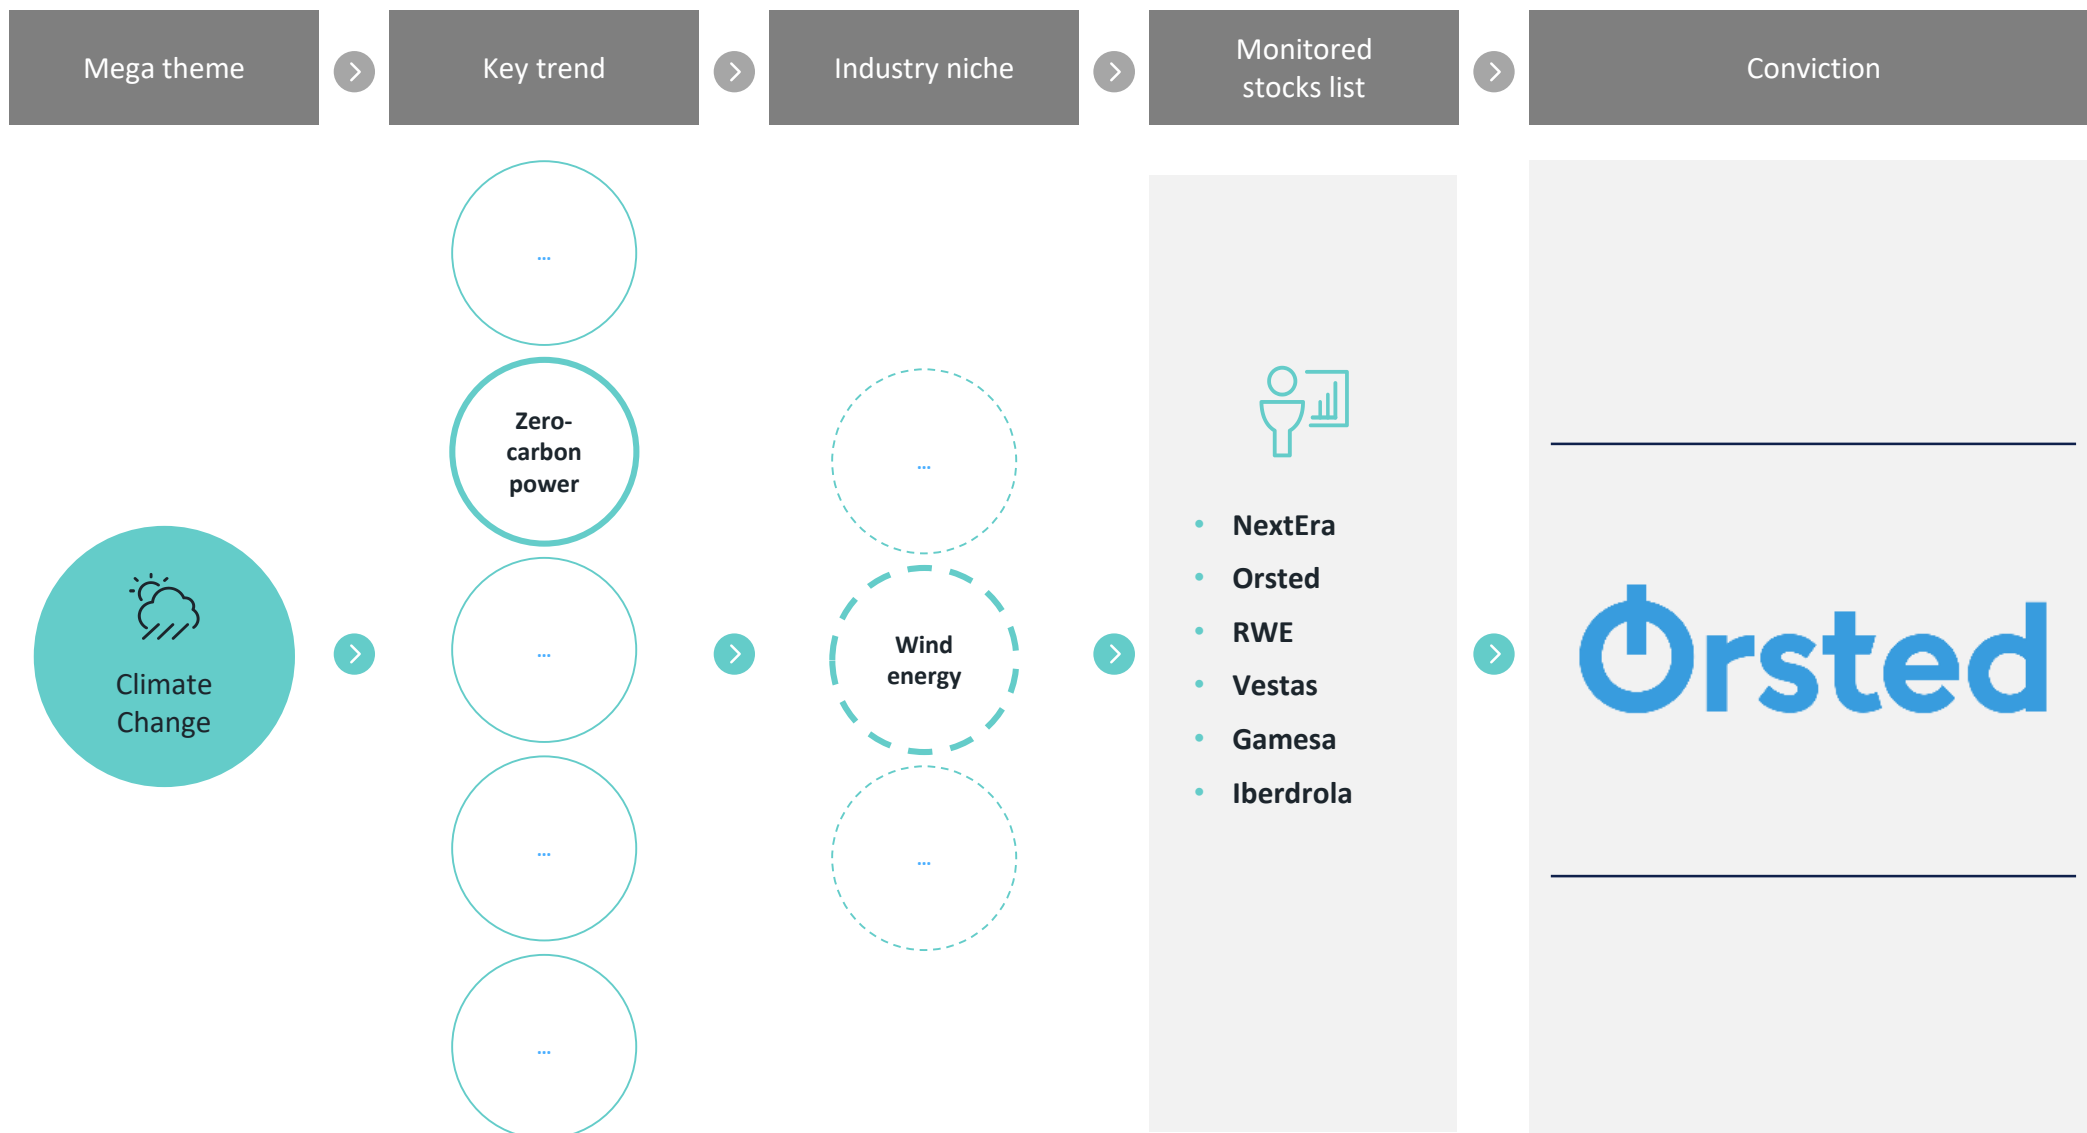 Mega theme
Key trend
Industry niche
Monitored
stocks list
Conviction
Climate
Change
...
Zero-
carbon
power
...
...
...
...
Wind
energy
...
• NextEra
• Orsted
• RWE
• Vestas
• Gamesa
• Iberdrola
Orsted